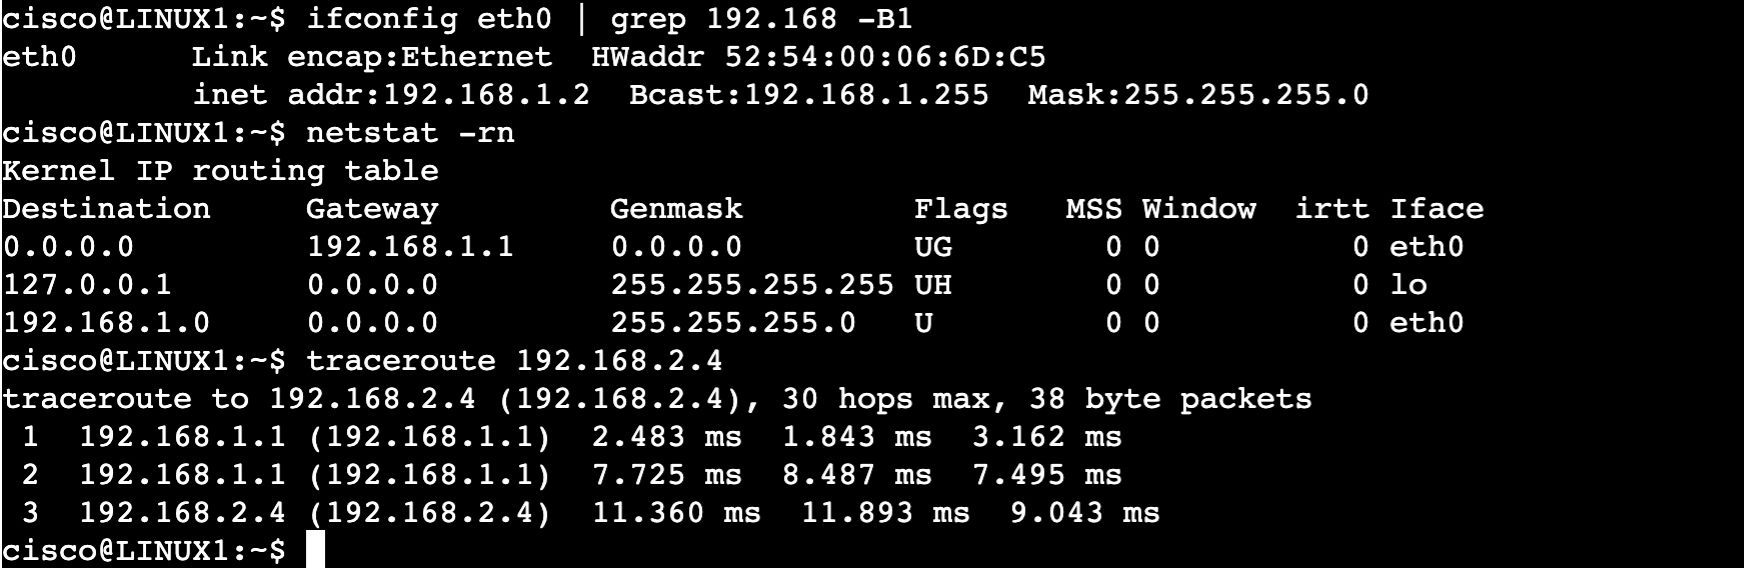 cisco@LINUX1:~$ ifconfig eth0 | grep 192.168 -B1
eth0      Link encap:Ethernet  HWaddr 52:54:00:06:6D:C5
          inet addr:192.168.1.2  Bcast:192.168.1.255  Mask:255.255.255.0
cisco@LINUX1:~$ netstat -rn
Kernel IP routing table
Destination     Gateway         Genmask         Flags   MSS Window  irtt Iface
0.0.0.0         192.168.1.1     0.0.0.0         UG        0 0          0 eth0
127.0.0.1       0.0.0.0         255.255.255.255 UH        0 0          0 lo
192.168.1.0     0.0.0.0         255.255.255.0   U         0 0          0 eth0
cisco@LINUX1:~$ traceroute 192.168.2.4
traceroute to 192.168.2.4 (192.168.2.4), 30 hops max, 38 byte packets
 1  192.168.1.1 (192.168.1.1)  2.483 ms  1.843 ms  3.162 ms
 2  192.168.1.1 (192.168.1.1)  7.725 ms  8.487 ms  7.495 ms
 3  192.168.2.4 (192.168.2.4)  11.360 ms  11.893 ms  9.043 ms
cisco@LINUX1:~$